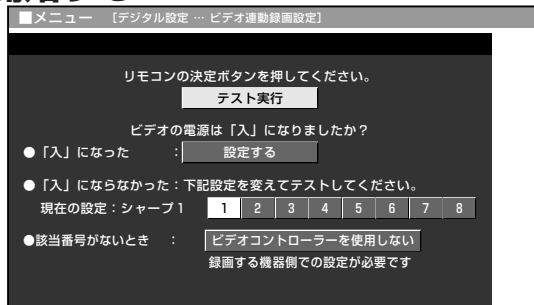 ■メニュー [デジタル設定 … ビデオ連動録画設定]
リモコンの決定ボタンを押してください。
テスト実行
ビデオの電源は「入」になりましたか？
●「入」になった : 設定する
●「入」にならなかった：下記設定を変えてテストしてください。
現在の設定：シャープ1 1 2 3 4 5 6 7 8
●該当番号がないとき : ビデオコントローラーを使用しない
録画する機器側での設定が必要です